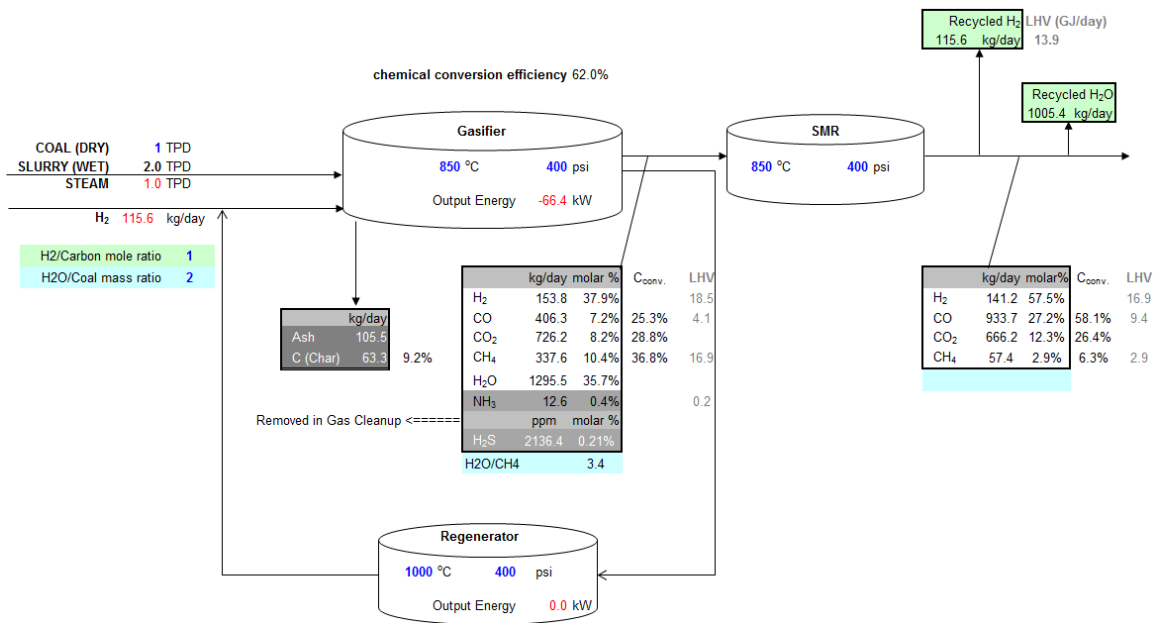 Recycled H₂ LHV (GJ/day)
115.6 kg/day 13.9
chemical conversion efficiency 62.0%
Recycled H₂O
1005.4 kg/day
Gasifier
850 °C 400 psi
Output Energy -66.4 kW
SMR
850 °C 400 psi
COAL (DRY) 1 TPD
SLURRY (WET) 2.0 TPD
STEAM 1.0 TPD
H₂ 115.6 kg/day
H2/Carbon mole ratio 1
H2O/Coal mass ratio 2
kg/day
Ash 105.5
C (Char) 63.3 9.2%
kg/day molar % Cconv. LHV
H₂ 153.8 37.9% 18.5
CO 406.3 7.2% 25.3% 4.1
CO₂ 726.2 8.2% 28.8%
CH₄ 337.6 10.4% 36.8% 16.9
H₂O 1295.5 35.7%
NH₃ 12.6 0.4% 0.2
Removed in Gas Cleanup <======
ppm molar %
H₂S 2136.4 0.21%
H2O/CH4 3.4
kg/day molar% Cconv. LHV
H₂ 141.2 57.5% 16.9
CO 933.7 27.2% 58.1% 9.4
CO₂ 666.2 12.3% 26.4%
CH₄ 57.4 2.9% 6.3% 2.9
Regenerator
1000 °C 400 psi
Output Energy 0.0 kW